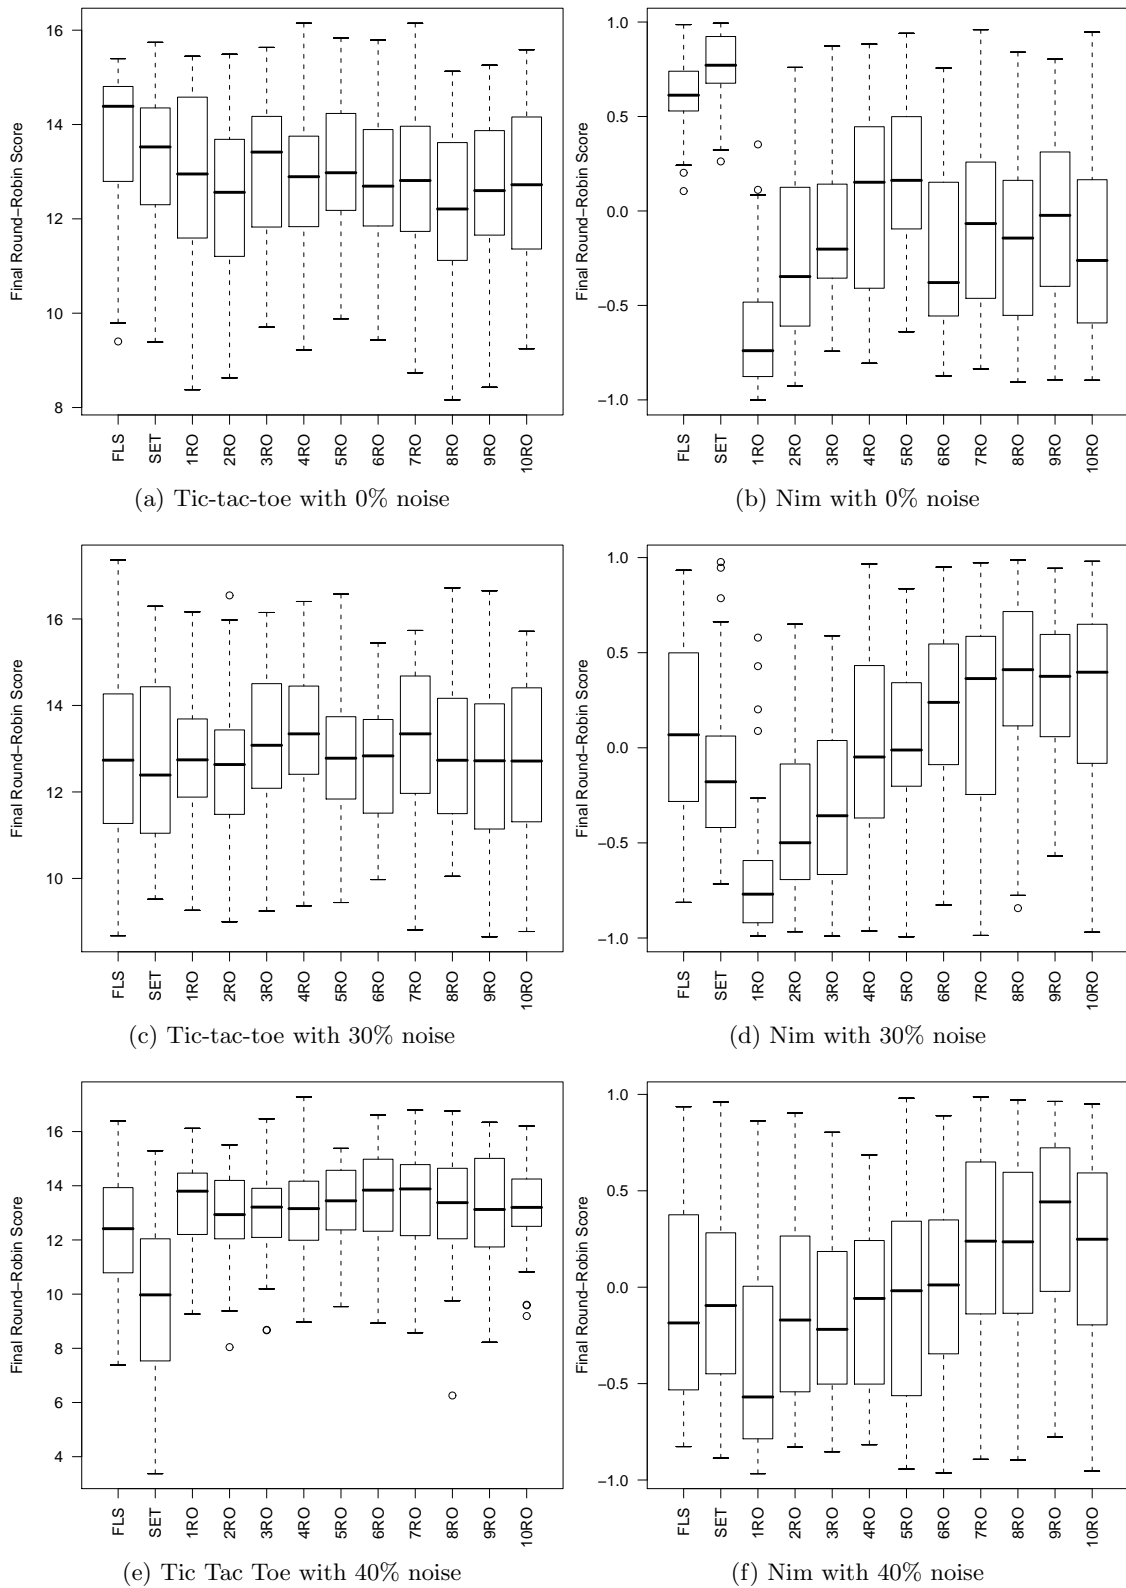 Final Round−Robin Score
16
14
12
10
8
FLS SET 1RO 2RO 3RO 4RO 5RO 6RO 7RO 8RO 9RO 10RO
(a) Tic-tac-toe with 0% noise
Final Round−Robin Score
1.0
0.5
0.0
−0.5
−1.0
FLS SET 1RO 2RO 3RO 4RO 5RO 6RO 7RO 8RO 9RO 10RO
(b) Nim with 0% noise
Final Round−Robin Score
16
14
12
10
FLS SET 1RO 2RO 3RO 4RO 5RO 6RO 7RO 8RO 9RO 10RO
(c) Tic-tac-toe with 30% noise
Final Round−Robin Score
1.0
0.5
0.0
−0.5
−1.0
FLS SET 1RO 2RO 3RO 4RO 5RO 6RO 7RO 8RO 9RO 10RO
(d) Nim with 30% noise
Final Round−Robin Score
16
14
12
10
8
6
4
FLS SET 1RO 2RO 3RO 4RO 5RO 6RO 7RO 8RO 9RO 10RO
(e) Tic Tac Toe with 40% noise
Final Round−Robin Score
1.0
0.5
0.0
−0.5
−1.0
FLS SET 1RO 2RO 3RO 4RO 5RO 6RO 7RO 8RO 9RO 10RO
(f) Nim with 40% noise